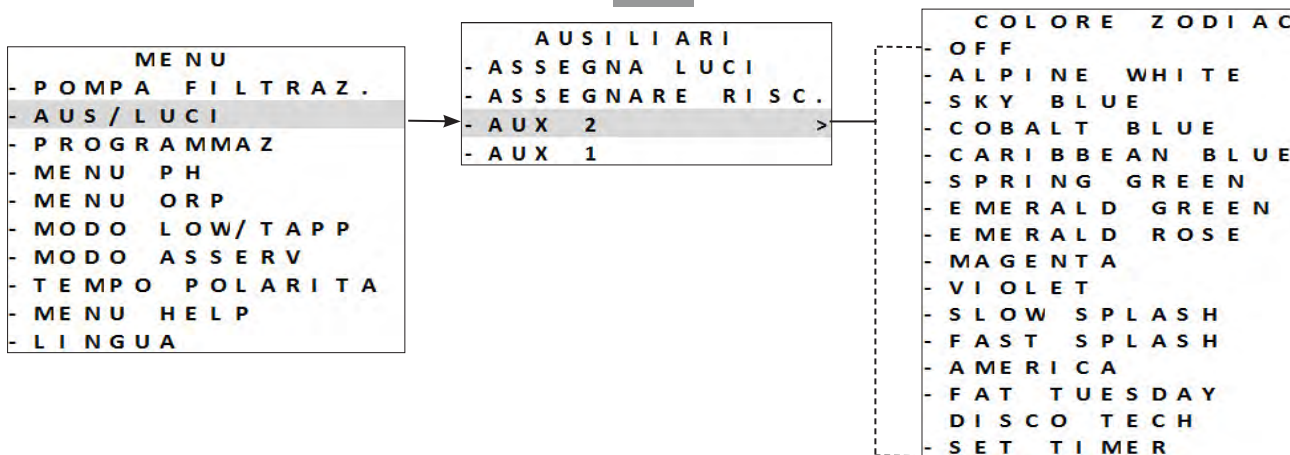 MENU
- POMPA FILTRAZ.
- AUS/LUCI
- PROGRAMMAZ
- MENU PH
- MENU ORP
- MODO LOW/TAPP
- MODO ASSERV
- TEMPO POLARITA
- MENU HELP
- LINGUA
AUSILIARI
- ASSEGNA LUCI
- ASSEGNARE RISC.
- AUX 2 >
- AUX 1
COLORE ZODIAC
- OFF
- ALPINE WHITE
- SKY BLUE
- COBALT BLUE
- CARIBBEAN BLUE
- SPRING GREEN
- EMERALD GREEN
- EMERALD ROSE
- MAGENTA
- VIOLET
- SLOW SPLASH
- FAST SPLASH
- AMERICA
- FAT TUESDAY
DISCO TECH
- SET TIMER